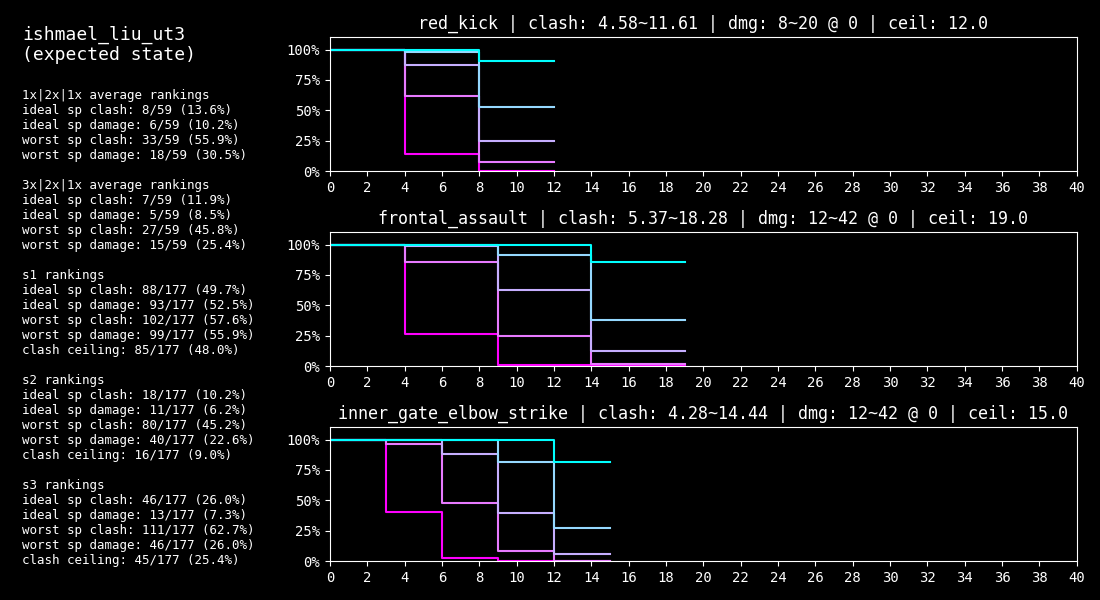 ishmael_liu_ut3
(expected state)
1x|2x|1x average rankings
ideal sp clash: 8/59 (13.6%)
ideal sp damage: 6/59 (10.2%)
worst sp clash: 33/59 (55.9%)
worst sp damage: 18/59 (30.5%)
3x|2x|1x average rankings
ideal sp clash: 7/59 (11.9%)
ideal sp damage: 5/59 (8.5%)
worst sp clash: 27/59 (45.8%)
worst sp damage: 15/59 (25.4%)
s1 rankings
ideal sp clash: 88/177 (49.7%)
ideal sp damage: 93/177 (52.5%)
worst sp clash: 102/177 (57.6%)
worst sp damage: 99/177 (55.9%)
clash ceiling: 85/177 (48.0%)
s2 rankings
ideal sp clash: 18/177 (10.2%)
ideal sp damage: 11/177 (6.2%)
worst sp clash: 80/177 (45.2%)
worst sp damage: 40/177 (22.6%)
clash ceiling: 16/177 (9.0%)
s3 rankings
ideal sp clash: 46/177 (26.0%)
ideal sp damage: 13/177 (7.3%)
worst sp clash: 111/177 (62.7%)
worst sp damage: 46/177 (26.0%)
clash ceiling: 45/177 (25.4%)
red_kick | clash: 4.58~11.61 | dmg: 8~20 @ 0 | ceil: 12.0
100%
75%
50%
25%
0%
0 2 4 6 8 10 12 14 16 18 20 22 24 26 28 30 32 34 36 38 40
frontal_assault | clash: 5.37~18.28 | dmg: 12~42 @ 0 | ceil: 19.0
100%
75%
50%
25%
0%
0 2 4 6 8 10 12 14 16 18 20 22 24 26 28 30 32 34 36 38 40
inner_gate_elbow_strike | clash: 4.28~14.44 | dmg: 12~42 @ 0 | ceil: 15.0
100%
75%
50%
25%
0%
0 2 4 6 8 10 12 14 16 18 20 22 24 26 28 30 32 34 36 38 40